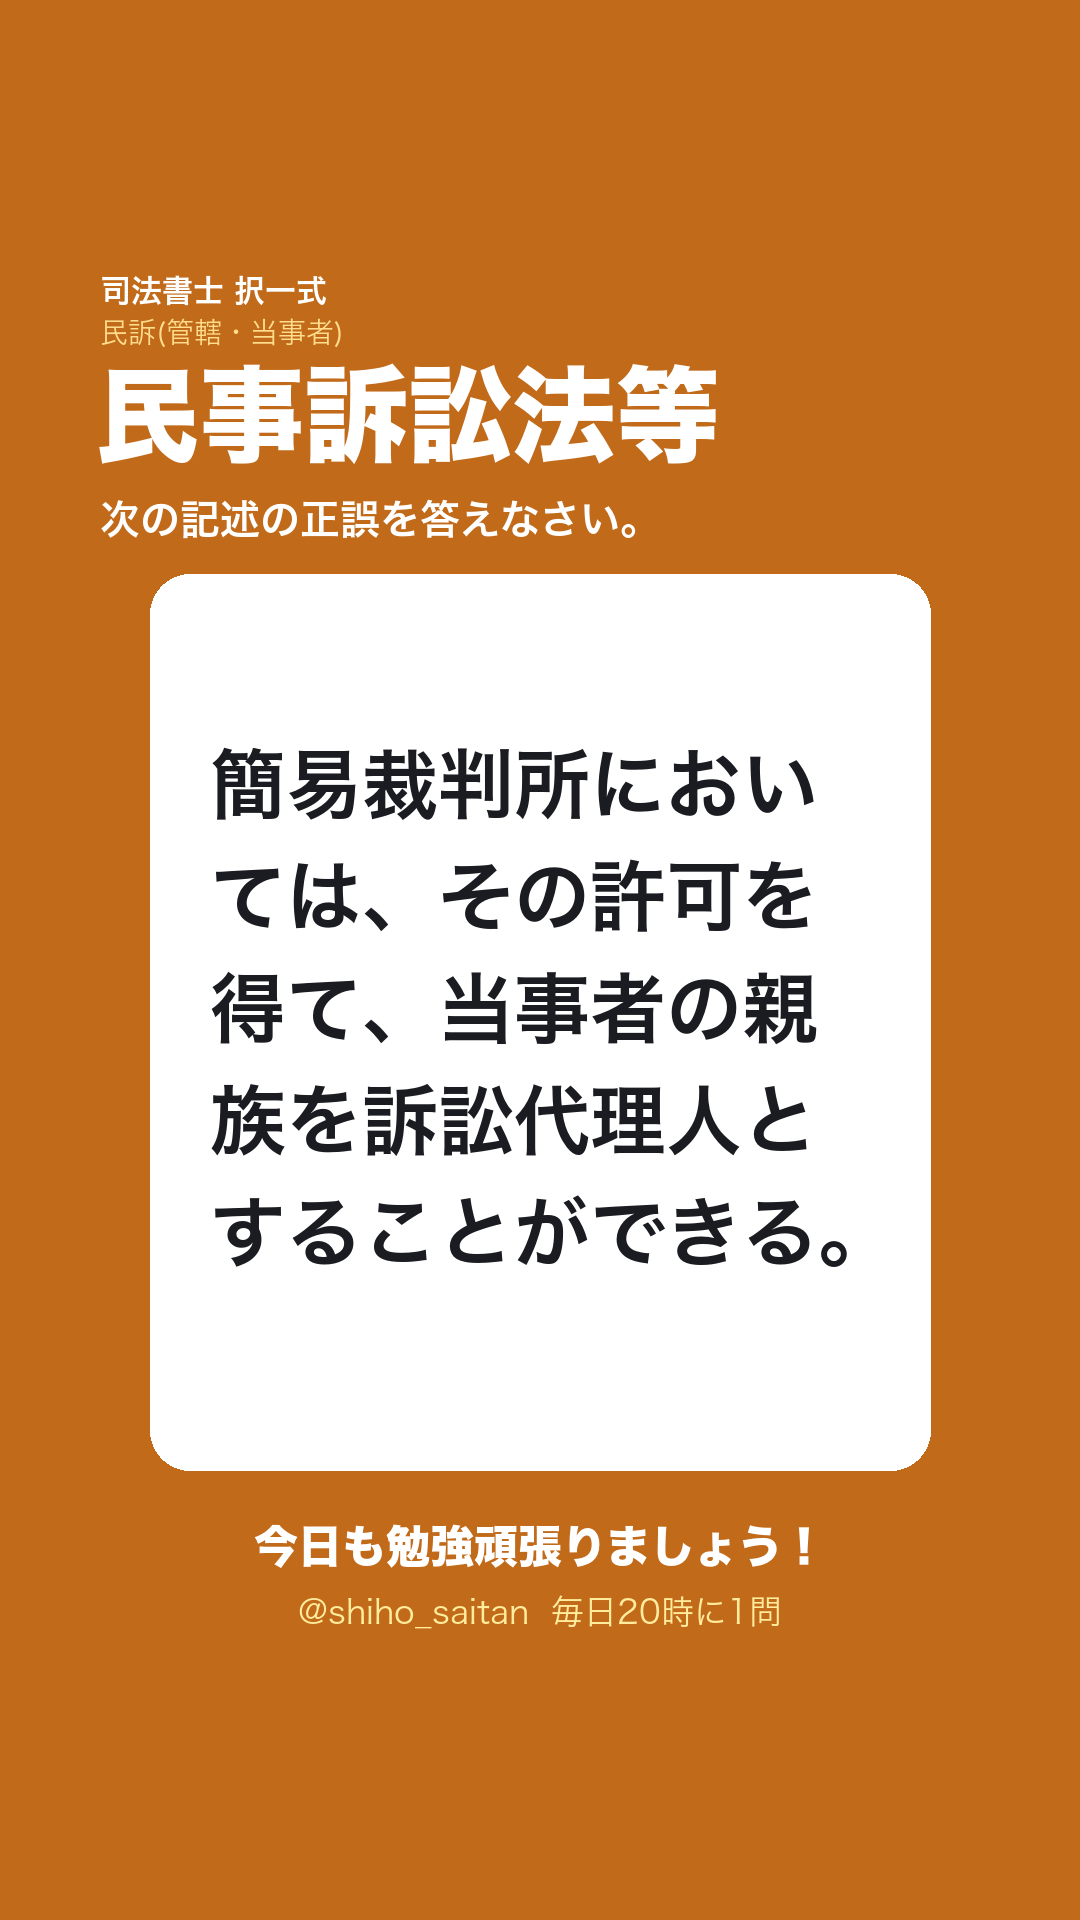 司法書士 択一式
民訴(管轄・当事者)
民事訴訟法等
次の記述の正誤を答えなさい。
簡易裁判所におい
ては、その許可を
得て、当事者の親
族を訴訟代理人と
することができる。
今日も勉強頑張りましょう！
@shiho_saitan 毎日20時に1問